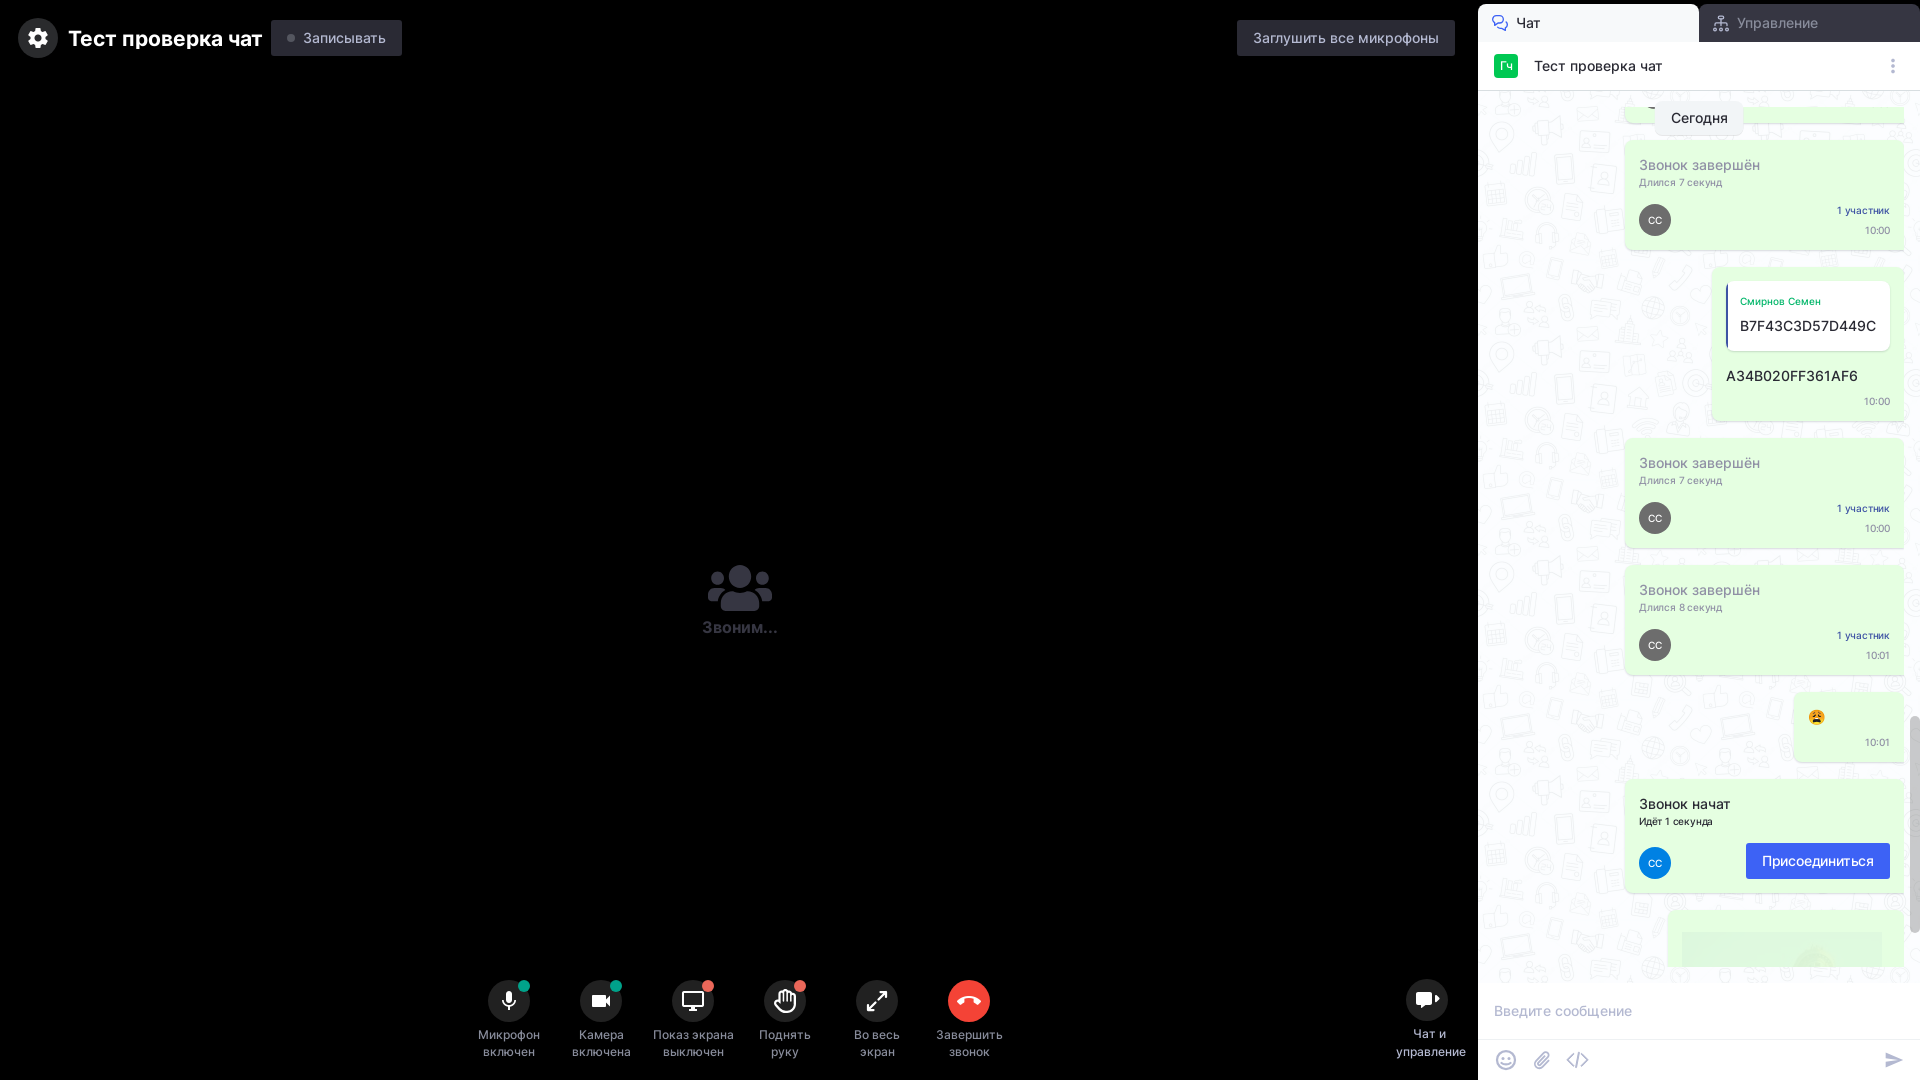 Тест проверка чат
Записывать
Заглушить все микрофоны
Звоним...
Микрофон
включен
Камера
включена
Показ экрана
выключен
Поднять
руку
Во весь
экран
Завершить
звонок
Чат и
управление
Чат
Управление
Гч
Тест проверка чат
Сегодня
Звонок завершён
Длился 7 секунд
СС
1 участник
10:00
Смирнов Семен
B7F43C3D57D449C
A34B020FF361AF6
10:00
Звонок завершён
Длился 7 секунд
СС
1 участник
10:00
Звонок завершён
Длился 8 секунд
СС
1 участник
10:01
10:01
Звонок начат
Идёт 1 секунда
СС
Присоединиться
Введите сообщение